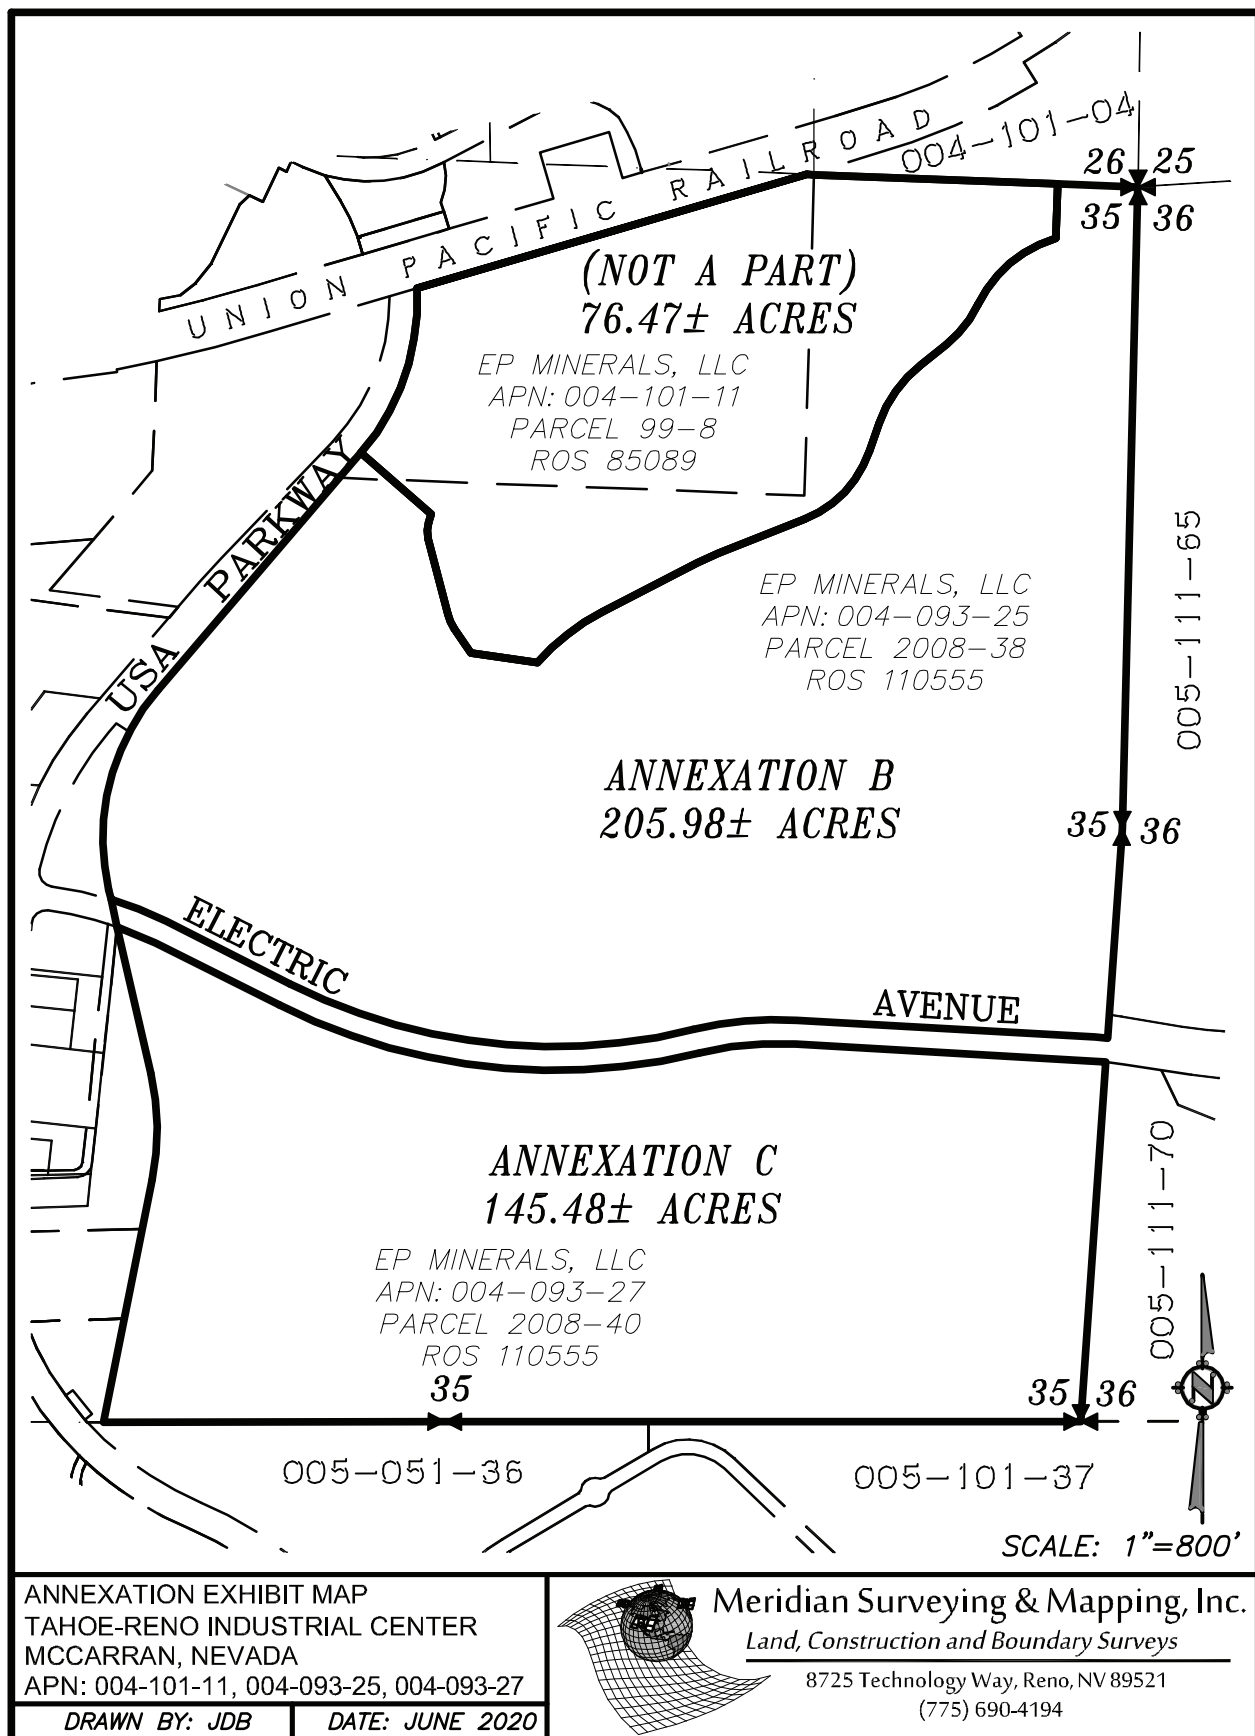 UNION PACIFIC RAILROAD
004-101-04
26 25
35 36
(NOT A PART)
76.47± ACRES
EP MINERALS, LLC
APN: 004-101-11
PARCEL 99-8
ROS 85089
USA PARKWAY
005-111-65
EP MINERALS, LLC
APN: 004-093-25
PARCEL 2008-38
ROS 110555
ANNEXATION B
205.98± ACRES
35 36
ELECTRIC AVENUE
ANNEXATION C
145.48± ACRES
005-111-70
EP MINERALS, LLC
APN: 004-093-27
PARCEL 2008-40
ROS 110555
35
35 36
N
005-051-36
005-101-37
SCALE: 1"=800'
ANNEXATION EXHIBIT MAP
TAHOE-RENO INDUSTRIAL CENTER
MCCARRAN, NEVADA
APN: 004-101-11, 004-093-25, 004-093-27
DRAWN BY: JDB
DATE: JUNE 2020
Meridian Surveying & Mapping, Inc.
Land, Construction and Boundary Surveys
8725 Technology Way, Reno, NV 89521
(775) 690-4194